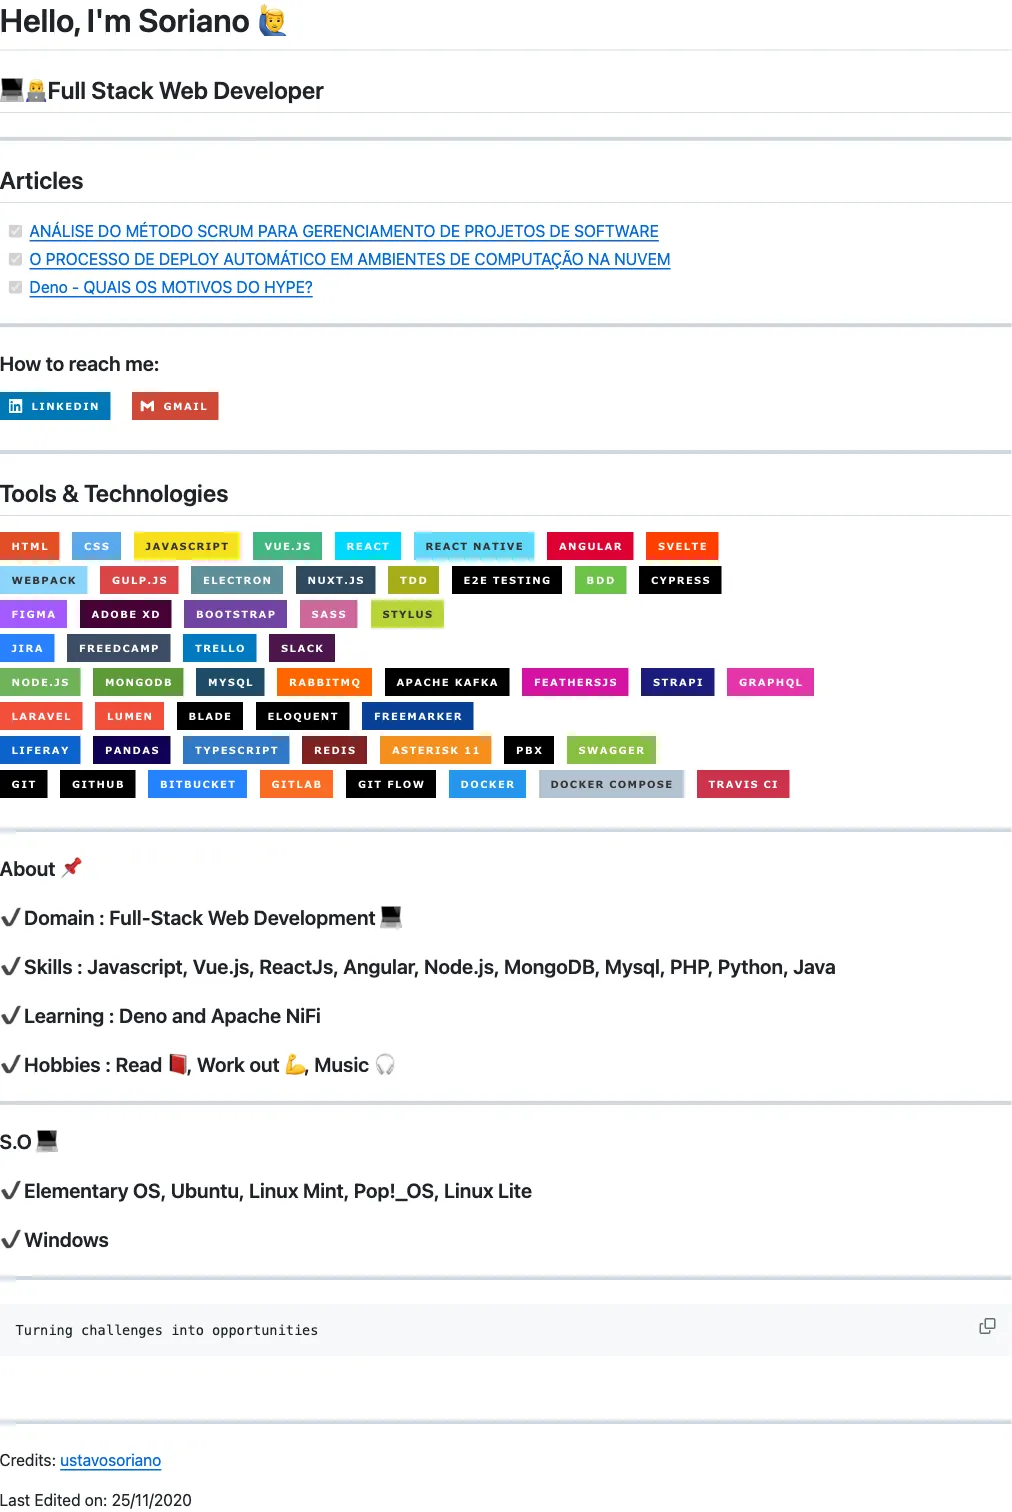 Hello, I'm Soriano
Full Stack Web Developer
Articles
ANÁLISE DO MÉTODO SCRUM PARA GERENCIAMENTO DE PROJETOS DE SOFTWARE
O PROCESSO DE DEPLOY AUTOMÁTICO EM AMBIENTES DE COMPUTAÇÃO NA NUVEM
Deno - QUAIS OS MOTIVOS DO HYPE?
How to reach me:
LINKEDIN GMAIL
Tools & Technologies
HTML CSS JAVASCRIPT VUE.JS REACT REACT NATIVE ANGULAR SVELTE
WEBPACK GULP.JS ELECTRON NUXT.JS TDD E2E TESTING BDD CYPRESS
FIGMA ADOBE XD BOOTSTRAP SASS STYLUS
JIRA FREEDCAMP TRELLO SLACK
NODE.JS MONGODB MYSQL RABBITMQ APACHE KAFKA FEATHERSJS STRAPI GRAPHQL
LARAVEL LUMEN BLADE ELOQUENT FREEMARKER
LIFERAY PANDAS TYPESCRIPT REDIS ASTERISK 11 PBX SWAGGER
GIT GITHUB BITBUCKET GITLAB GIT FLOW DOCKER DOCKER COMPOSE TRAVIS CI
About
Domain : Full-Stack Web Development
Skills : Javascript, Vue.js, ReactJs, Angular, Node.js, MongoDB, Mysql, PHP, Python, Java
Learning : Deno and Apache NiFi
Hobbies : Read , Work out , Music
S.O
Elementary OS, Ubuntu, Linux Mint, Pop!_OS, Linux Lite
Windows
Turning challenges into opportunities
Credits: ustavosoriano
Last Edited on: 25/11/2020